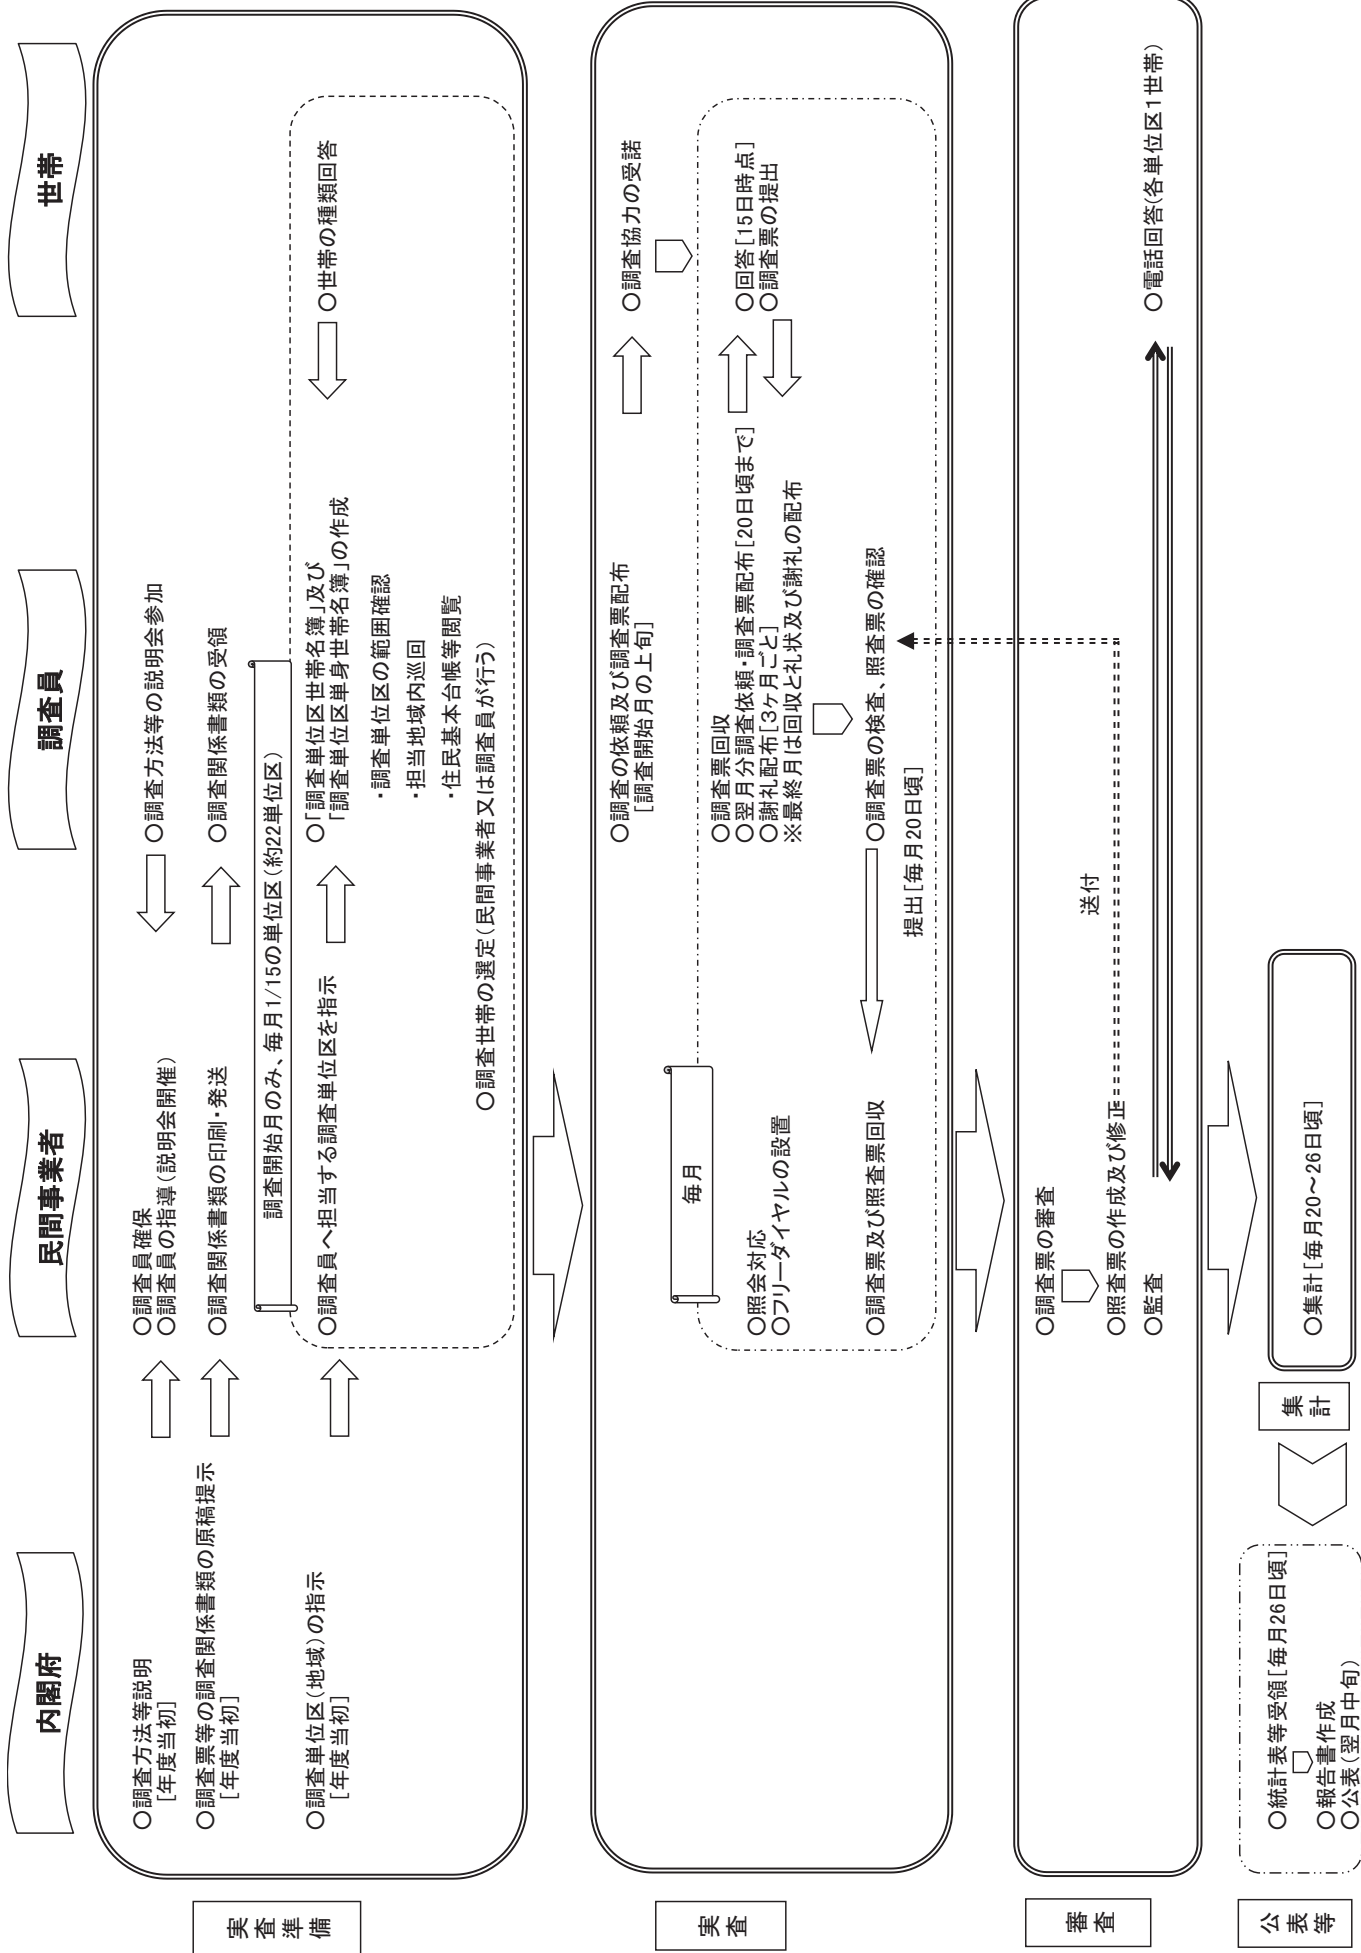 内閣府
民間事業者
調査員
世帯
実査準備
○調査方法等説明
[年度当初]
○調査票等の調査関係書類の原稿提示
[年度当初]
○調査単位区(地域)の指示
[年度当初]
○調査員確保
○調査員の指導(説明会開催)
○調査関係書類の印刷・発送
調査開始月のみ、毎月1/15の単位区(約22単位区)
○調査員へ担当する調査単位区を指示
○調査方法等の説明会参加
○調査関係書類の受領
○「調査単位区世帯名簿」及び
「調査単位区単身世帯名簿」の作成
・調査単位区の範囲確認
・担当地域内巡回
・住民基本台帳等閲覧
○調査世帯の選定(民間事業者又は調査員が行う)
○世帯の種類回答
実査
毎月
○照会対応
○フリーダイヤルの設置
○調査票及び照査票回収
○調査の依頼及び調査票配布
[調査開始月の上旬]
○調査票回収
○翌月分調査依頼・調査票配布[20日頃まで]
○謝礼配布[3ヶ月ごと]
※最終月は回収と礼状及び謝礼の配布
○調査票の検査、照査票の確認
提出[毎月20日頃]
○調査協力の受諾
○回答[15日時点]
○調査票の提出
審査
○調査票の審査
○照査票の作成及び修正
○監査
送付
○電話回答(各単位区1世帯)
集計
○集計[毎月20~26日頃]
公表等
○統計表等受領[毎月26日頃]
○報告書作成
○公表(翌月中旬)